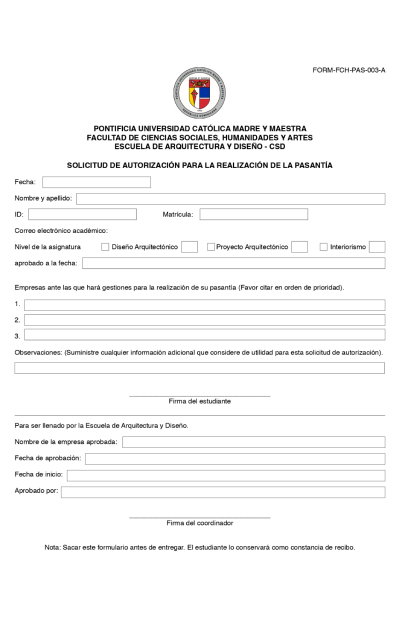 FORM-FCH-PAS-003-A
PONTIFICIA UNIVERSIDAD CATÓLICA MADRE Y MAESTRA
FACULTAD DE CIENCIAS SOCIALES, HUMANIDADES Y ARTES
ESCUELA DE ARQUITECTURA Y DISEÑO - CSD
SOLICITUD DE AUTORIZACIÓN PARA LA REALIZACIÓN DE LA PASANTÍA
Fecha:
Nombre y apellido:
ID: Matrícula:
Correo electrónico académico:
Nivel de la asignatura Diseño Arquitectónico Proyecto Arquitectónico Interiorismo
aprobado a la fecha:
Empresas ante las que hará gestiones para la realización de su pasantía (Favor citar en orden de prioridad).
1.
2.
3.
Observaciones: (Suministre cualquier información adicional que considere de utilidad para esta solicitud de autorización).
Firma del estudiante
Para ser llenado por la Escuela de Arquitectura y Diseño.
Nombre de la empresa aprobada:
Fecha de aprobación:
Fecha de inicio:
Aprobado por:
Firma del coordinador
Nota: Sacar este formulario antes de entregar. El estudiante lo conservará como constancia de recibo.